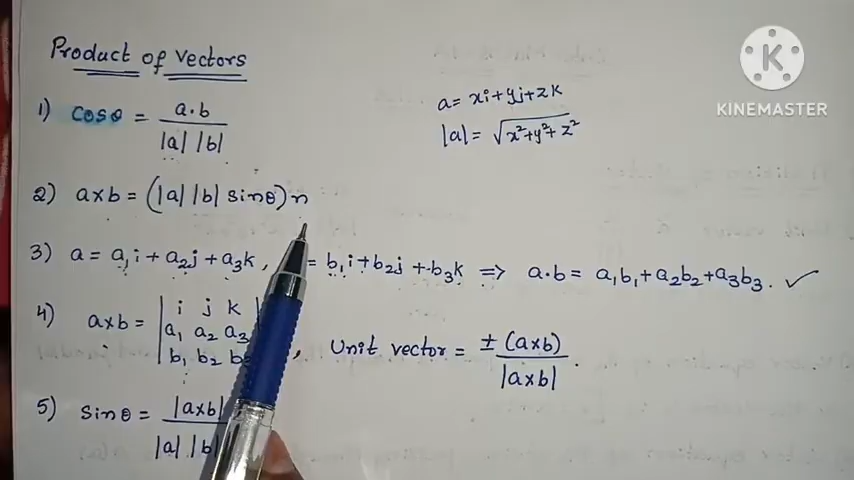 Product of Vectors
1) cosθ = a·b / |a| |b|
a = xi+yj+zk
|a| = √x²+y²+z²
2) a×b = (|a| |b| sinθ) n
3) a = a₁i + a₂j + a₃k, = b₁i+b₂j+b₃k ⇒ a·b = a₁b₁+a₂b₂+a₃b₃. ✓
4) a×b = | i j k |
a₁ a₂ a₃
b₁ b₂
, Unit vector = ± (a×b) / |a×b| .
5) sinθ = |a×b| / |a| |b|
K
KINEMASTER